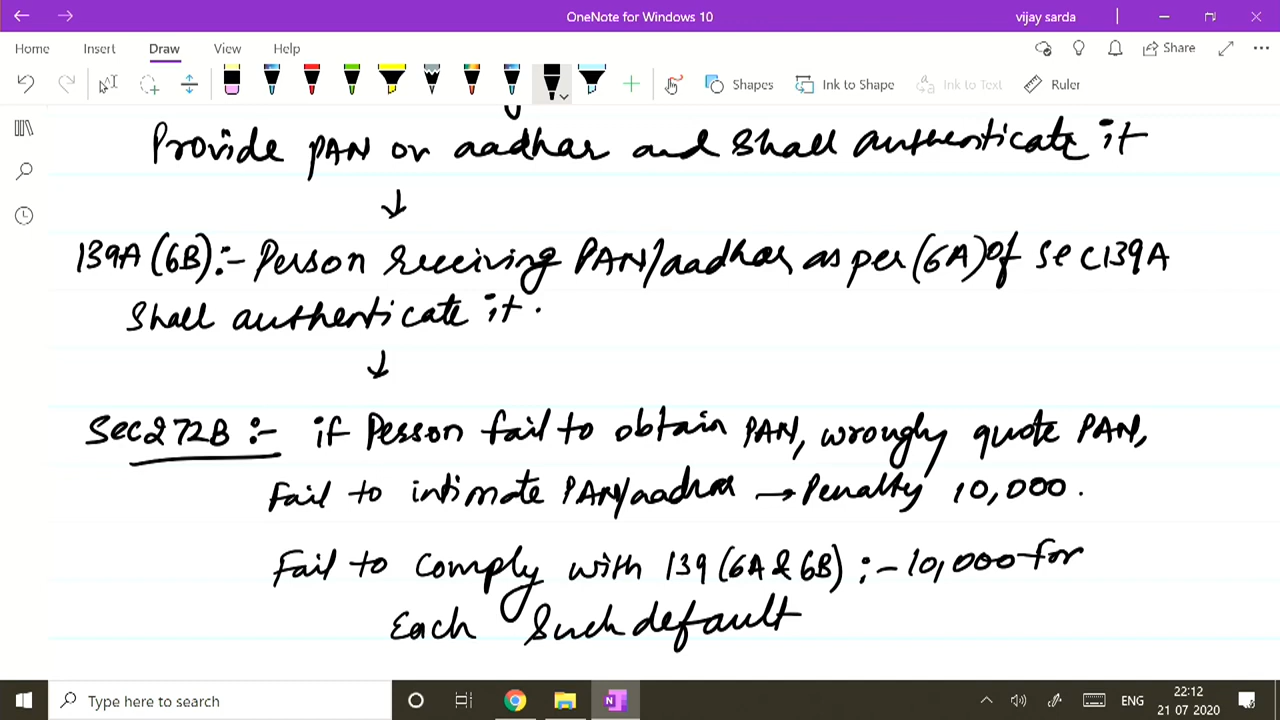 OneNote for Windows 10
vijay sarda
Home Insert Draw View Help
Share
Shapes Ink to Shape Ink to Text Ruler
Provide PAN or aadhar and shall authenticate it
139A (6B):- Person receiving PAN/aadhar as per (6A) of sec 139A
shall authenticate it.
Sec 272B :- if Person fail to obtain PAN, wrongly quote PAN,
Fail to intimate PAN/aadhar → Penalty 10,000.
Fail to comply with 139 (6A & 6B) :- 10,000 for
Each such default
Type here to search
ENG
22:12
21 07 2020